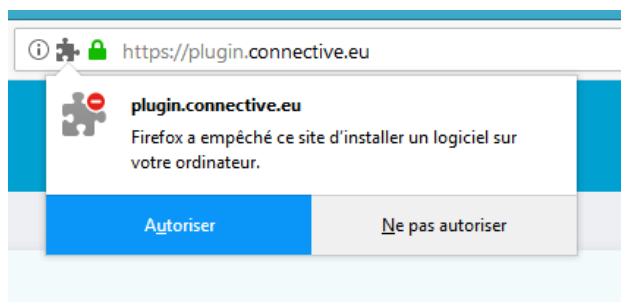 https://plugin.connective.eu
plugin.connective.eu
Firefox a empêché ce site d'installer un logiciel sur
votre ordinateur.
Autoriser
Ne pas autoriser